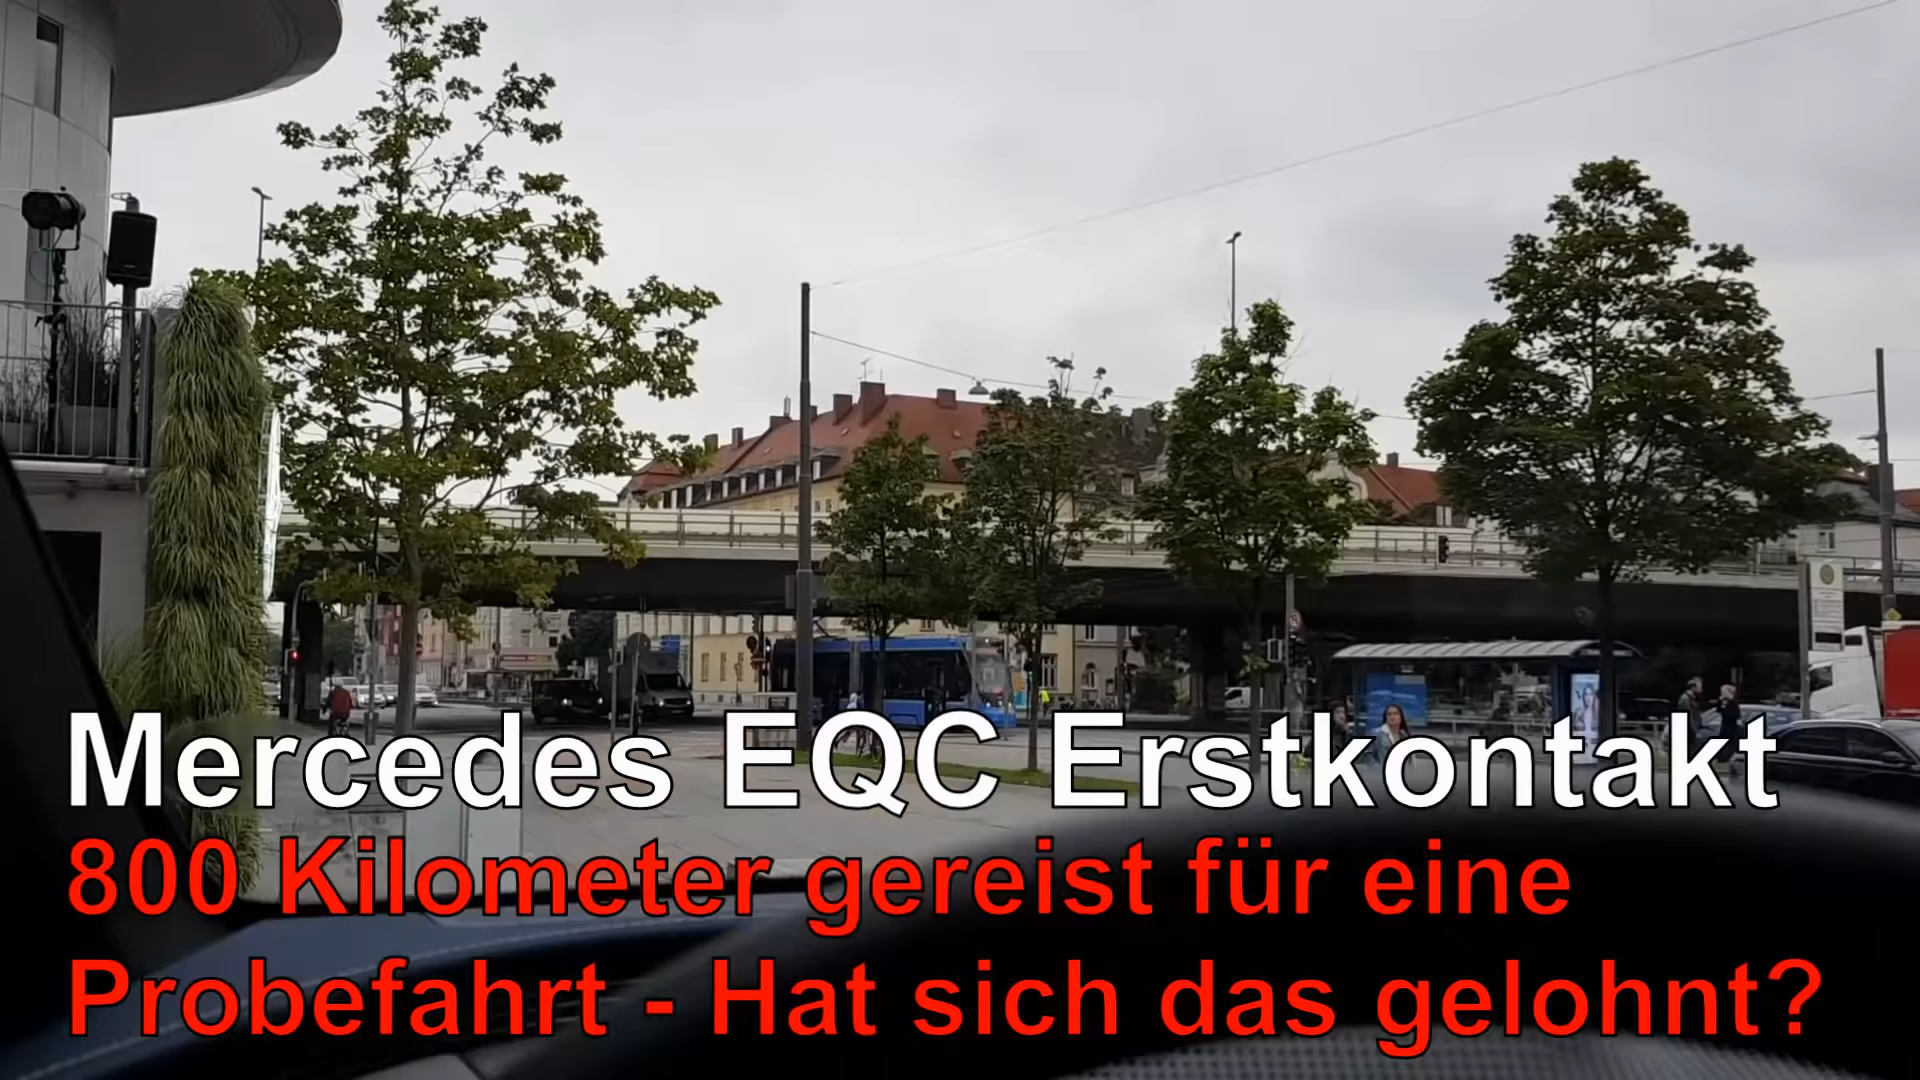 Mercedes EQC Erstkontakt
800 Kilometer gereist für eine
Probefahrt - Hat sich das gelohnt?